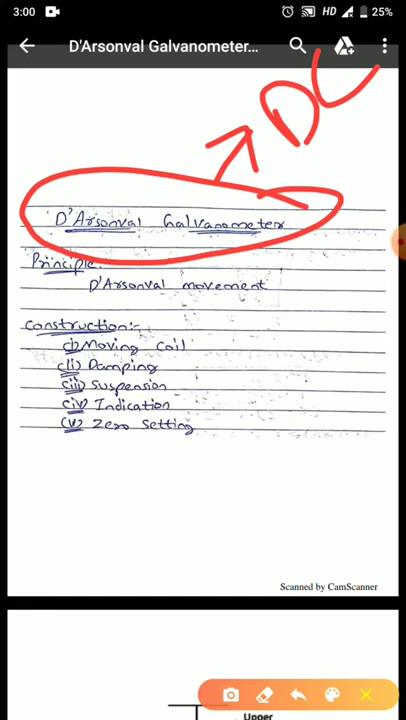 3:00 HD 25%
D'Arsonval Galvanometer...
DC
D'Arsonval Galvanometer
Principle:
D'Arsonval movement
Construction:-
(i) Moving Coil
(ii) Damping
(iii) Suspension
(iv) Indication
(v) Zero Setting
Scanned by CamScanner
Upper